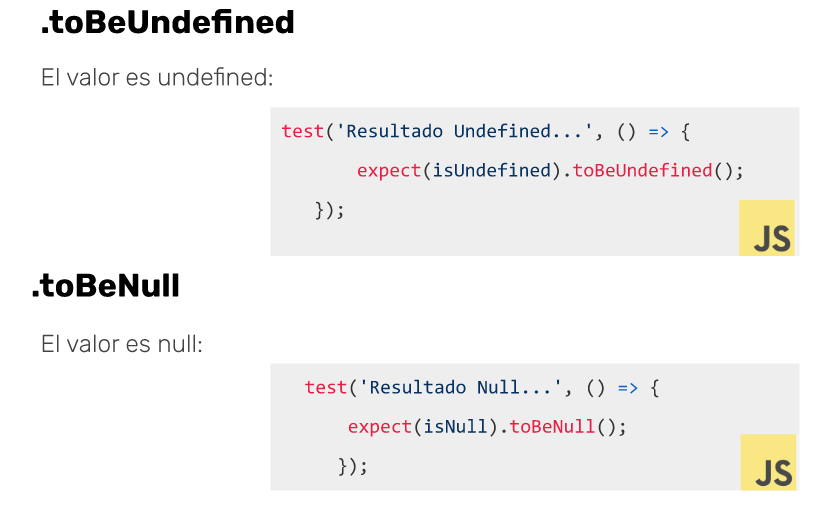 .toBeUndefined
El valor es undefined:
test('Resultado Undefined...', () => {
expect(isUndefined).toBeUndefined();
});
JS
.toBeNull
El valor es null:
test('Resultado Null...', () => {
expect(isNull).toBeNull();
});
JS